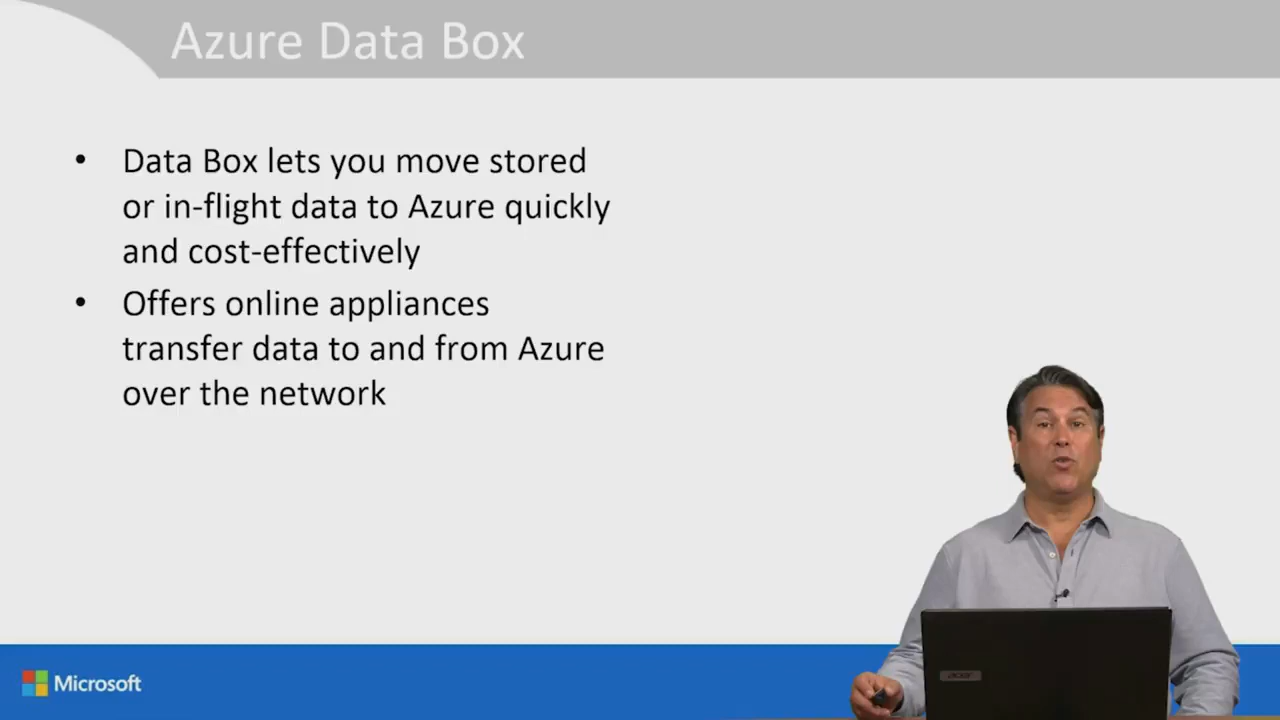 Azure Data Box
• Data Box lets you move stored
or in-flight data to Azure quickly
and cost-effectively
• Offers online appliances
transfer data to and from Azure
over the network
Microsoft
acer